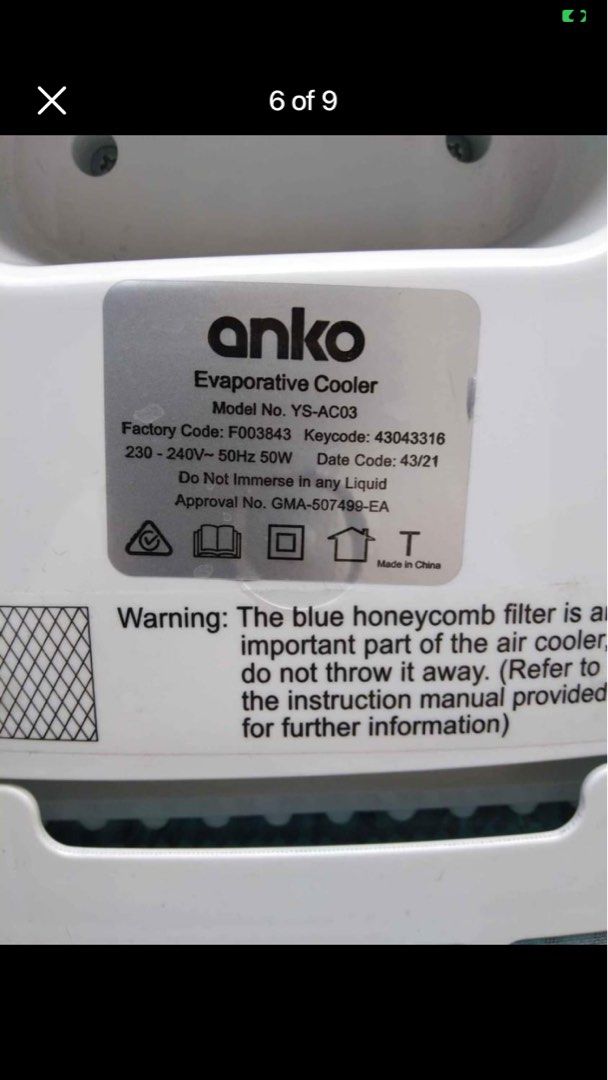 6 of 9
anko
Evaporative Cooler
Model No. YS-AC03
Factory Code: F003843 Keycode: 43043316
230 - 240V~ 50Hz 50W Date Code: 43/21
Do Not Immerse in any Liquid
Approval No. GMA-507499-EA
T
Made in China
Warning: The blue honeycomb filter is
important part of the air cooler,
do not throw it away. (Refer to
the instruction manual provided
for further information)